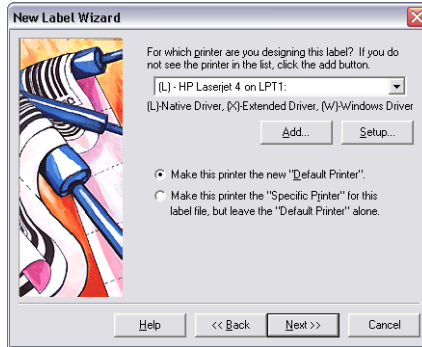 New Label Wizard
For which printer are you designing this label? If you do
not see the printer in the list, click the add button.
(L) - HP Laserjet 4 on LPT1:
(L)-Native Driver, (X)-Extended Driver, (W)-Windows Driver
Add... Setup...
Make this printer the new "Default Printer".
Make this printer the "Specific Printer" for this
label file, but leave the "Default Printer" alone.
Help << Back Next >> Cancel